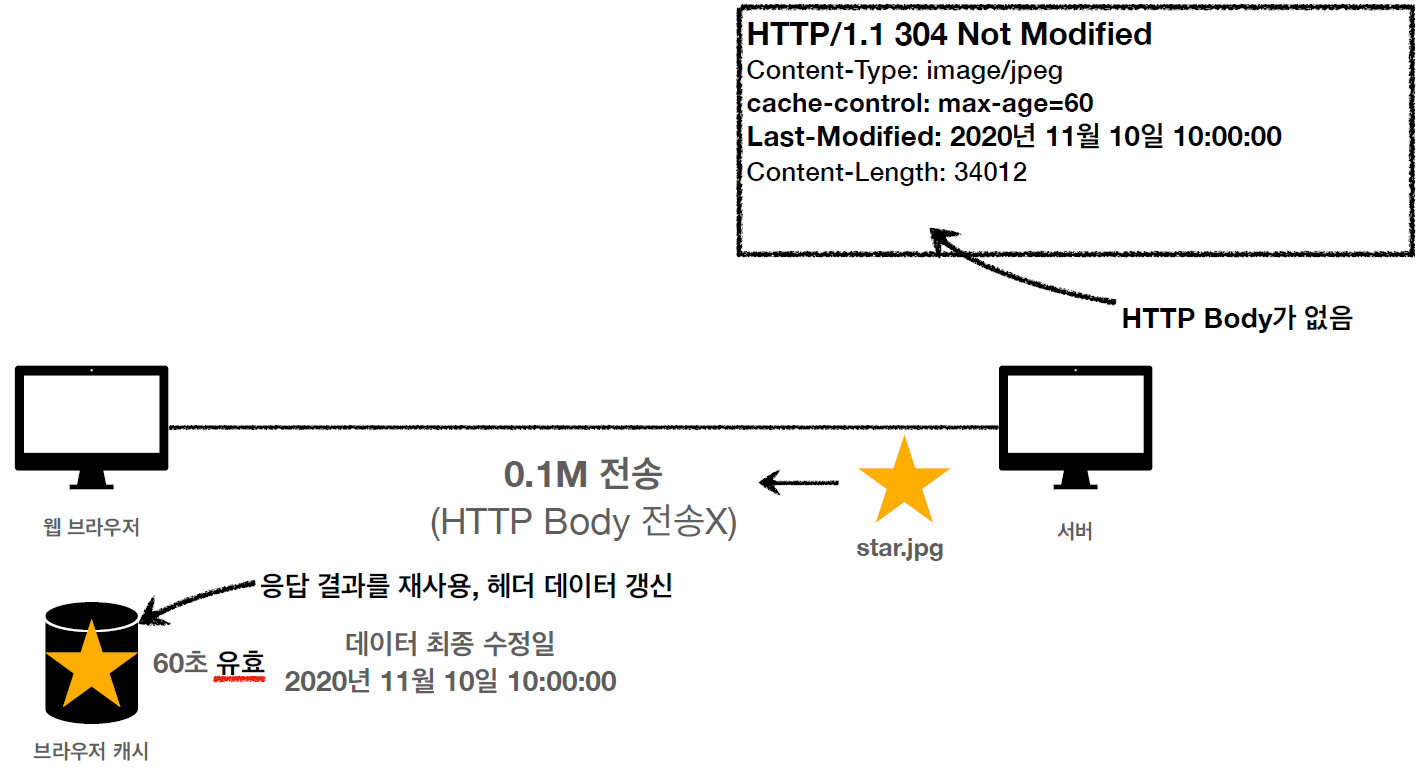 HTTP/1.1 304 Not Modified
Content-Type: image/jpeg
cache-control: max-age=60
Last-Modified: 2020년 11월 10일 10:00:00
Content-Length: 34012
HTTP Body가 없음
0.1M 전송
(HTTP Body 전송X)
star.jpg
웹 브라우저
서버
응답 결과를 재사용, 헤더 데이터 갱신
60초 유효
데이터 최종 수정일
2020년 11월 10일 10:00:00
브라우저 캐시